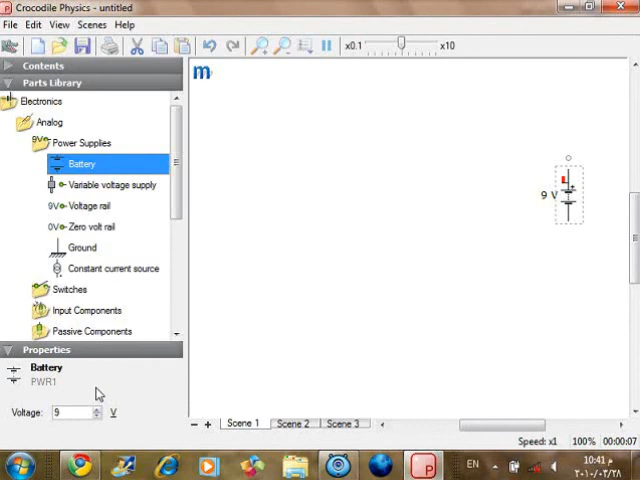 Crocodile Physics - untitled
File Edit View Scenes Help
x0.1 x10
Contents
Parts Library
Electronics
Analog
9V Power Supplies
Battery
Variable voltage supply
9V Voltage rail
0V Zero volt rail
Ground
Constant current source
Switches
Input Components
Passive Components
Properties
Battery
PWR1
Voltage: 9 V
m
9 V
Scene 1 Scene 2 Scene 3
Speed: x1 100% 00:00:07
EN
10:41 م
٢٠١٠/٠٣/٢٨